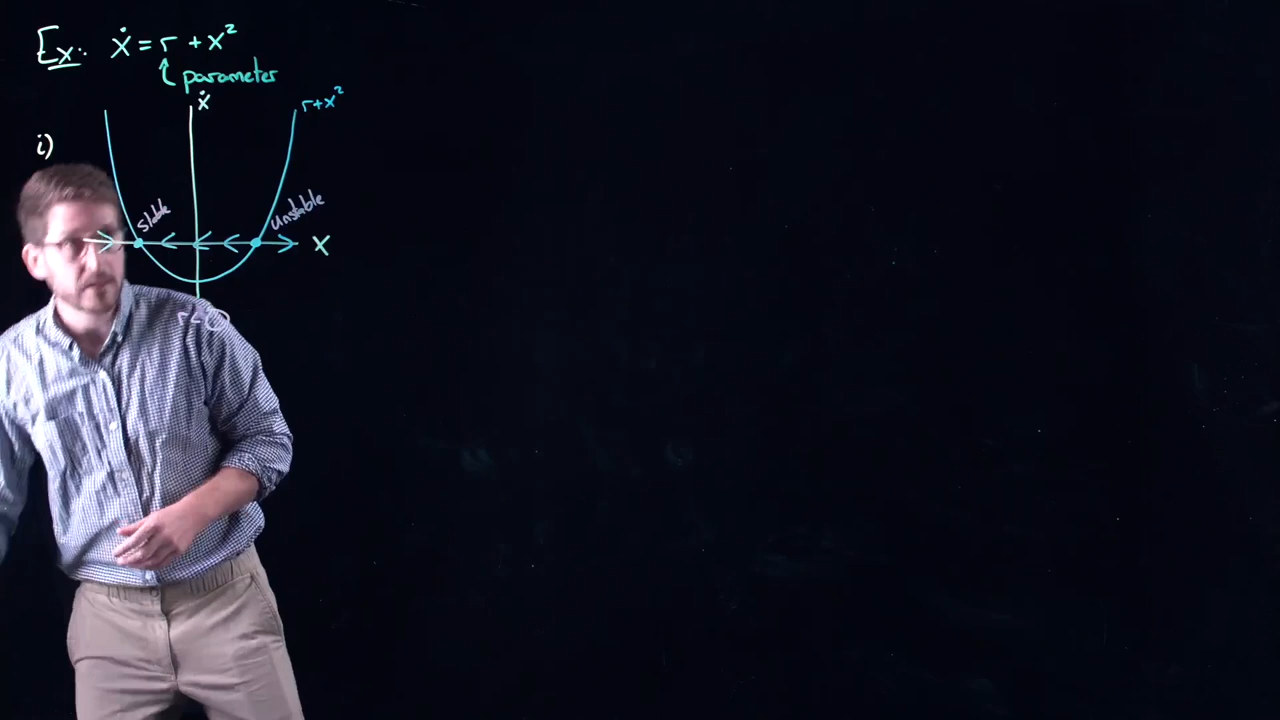 Ex: ẋ = r + x²
parameter
ẋ
r+x²
i)
Stable
Unstable
x
r<0